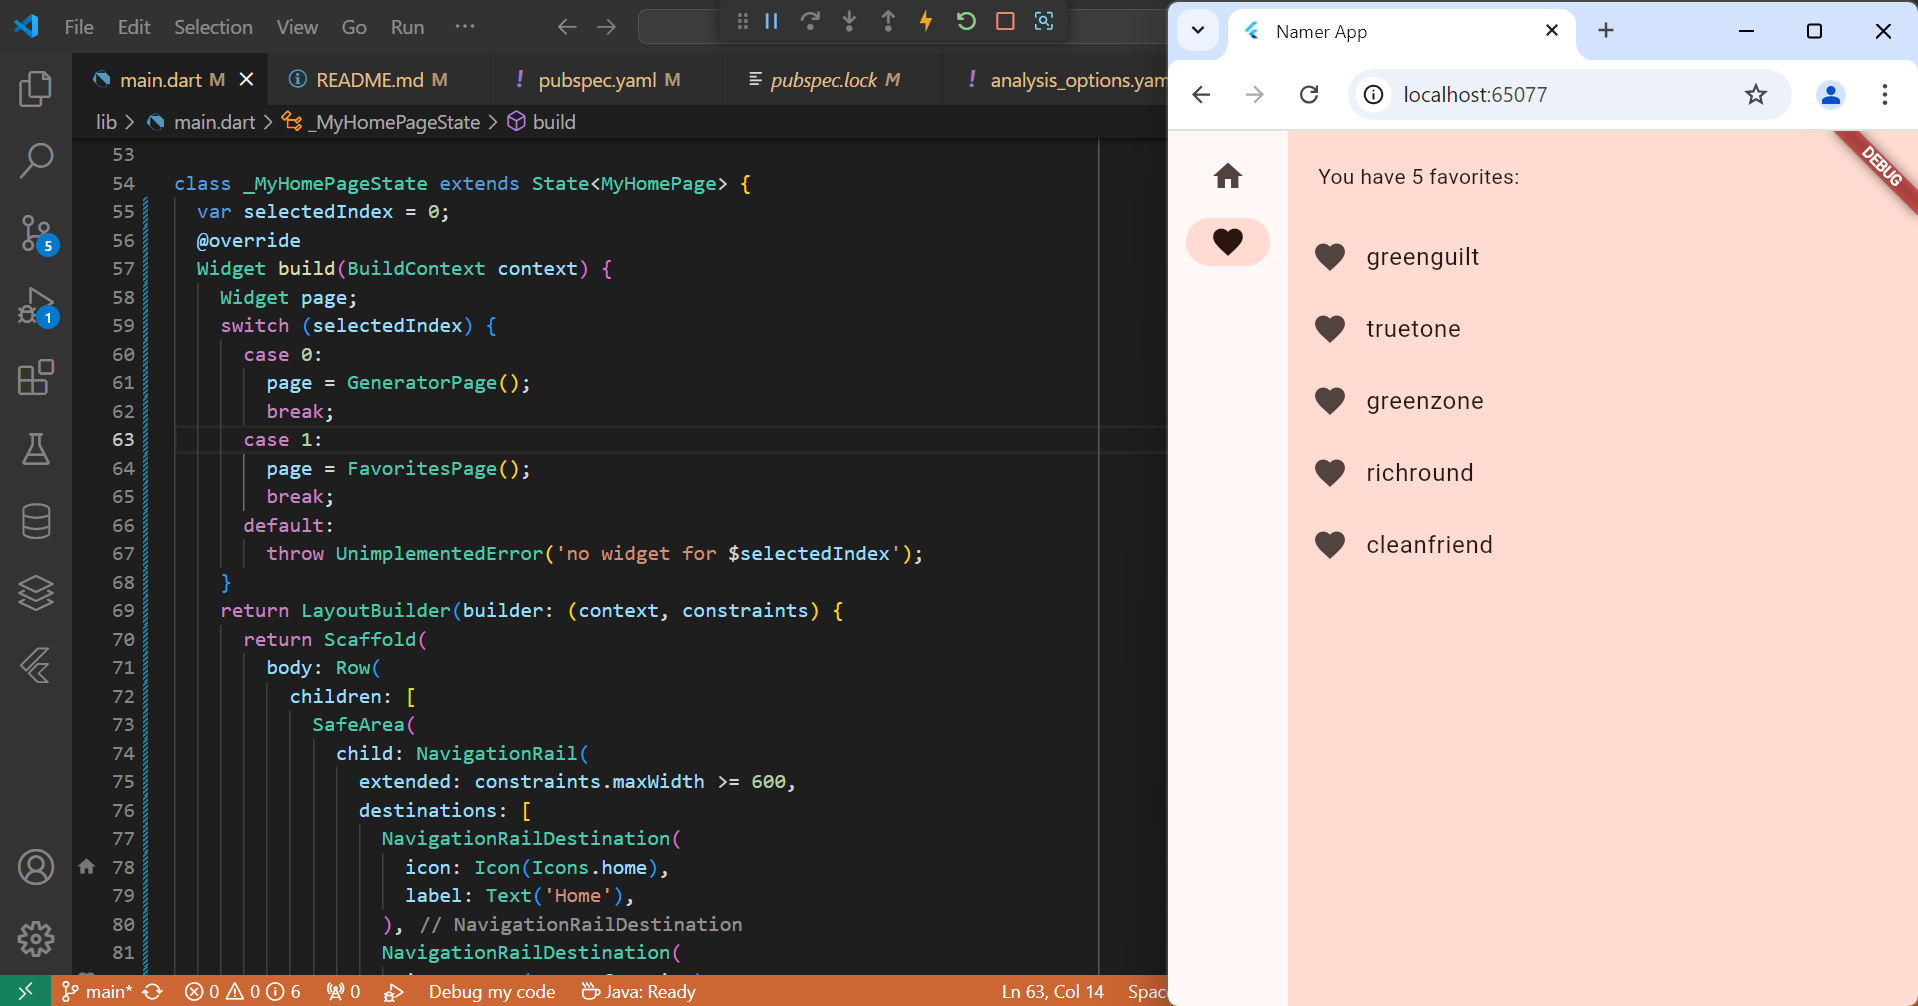 File Edit Selection View Go Run ···
main.dart M README.md M pubspec.yaml M pubspec.lock M analysis_options.yam
lib > main.dart > _MyHomePageState > build
53
54 class _MyHomePageState extends State<MyHomePage> {
55 var selectedIndex = 0;
56 @override
57 Widget build(BuildContext context) {
58 Widget page;
59 switch (selectedIndex) {
60 case 0:
61 page = GeneratorPage();
62 break;
63 case 1:
64 page = FavoritesPage();
65 break;
66 default:
67 throw UnimplementedError('no widget for $selectedIndex');
68 }
69 return LayoutBuilder(builder: (context, constraints) {
70 return Scaffold(
71 body: Row(
72 children: [
73 SafeArea(
74 child: NavigationRail(
75 extended: constraints.maxWidth >= 600,
76 destinations: [
77 NavigationRailDestination(
78 icon: Icon(Icons.home),
79 label: Text('Home'),
80 ), // NavigationRailDestination
81 NavigationRailDestination(
5
1
main* 0 0 6 0 Debug my code Java: Ready Ln 63, Col 14 Space
Namer App
localhost:65077
DEBUG
You have 5 favorites:
greenguilt
truetone
greenzone
richround
cleanfriend